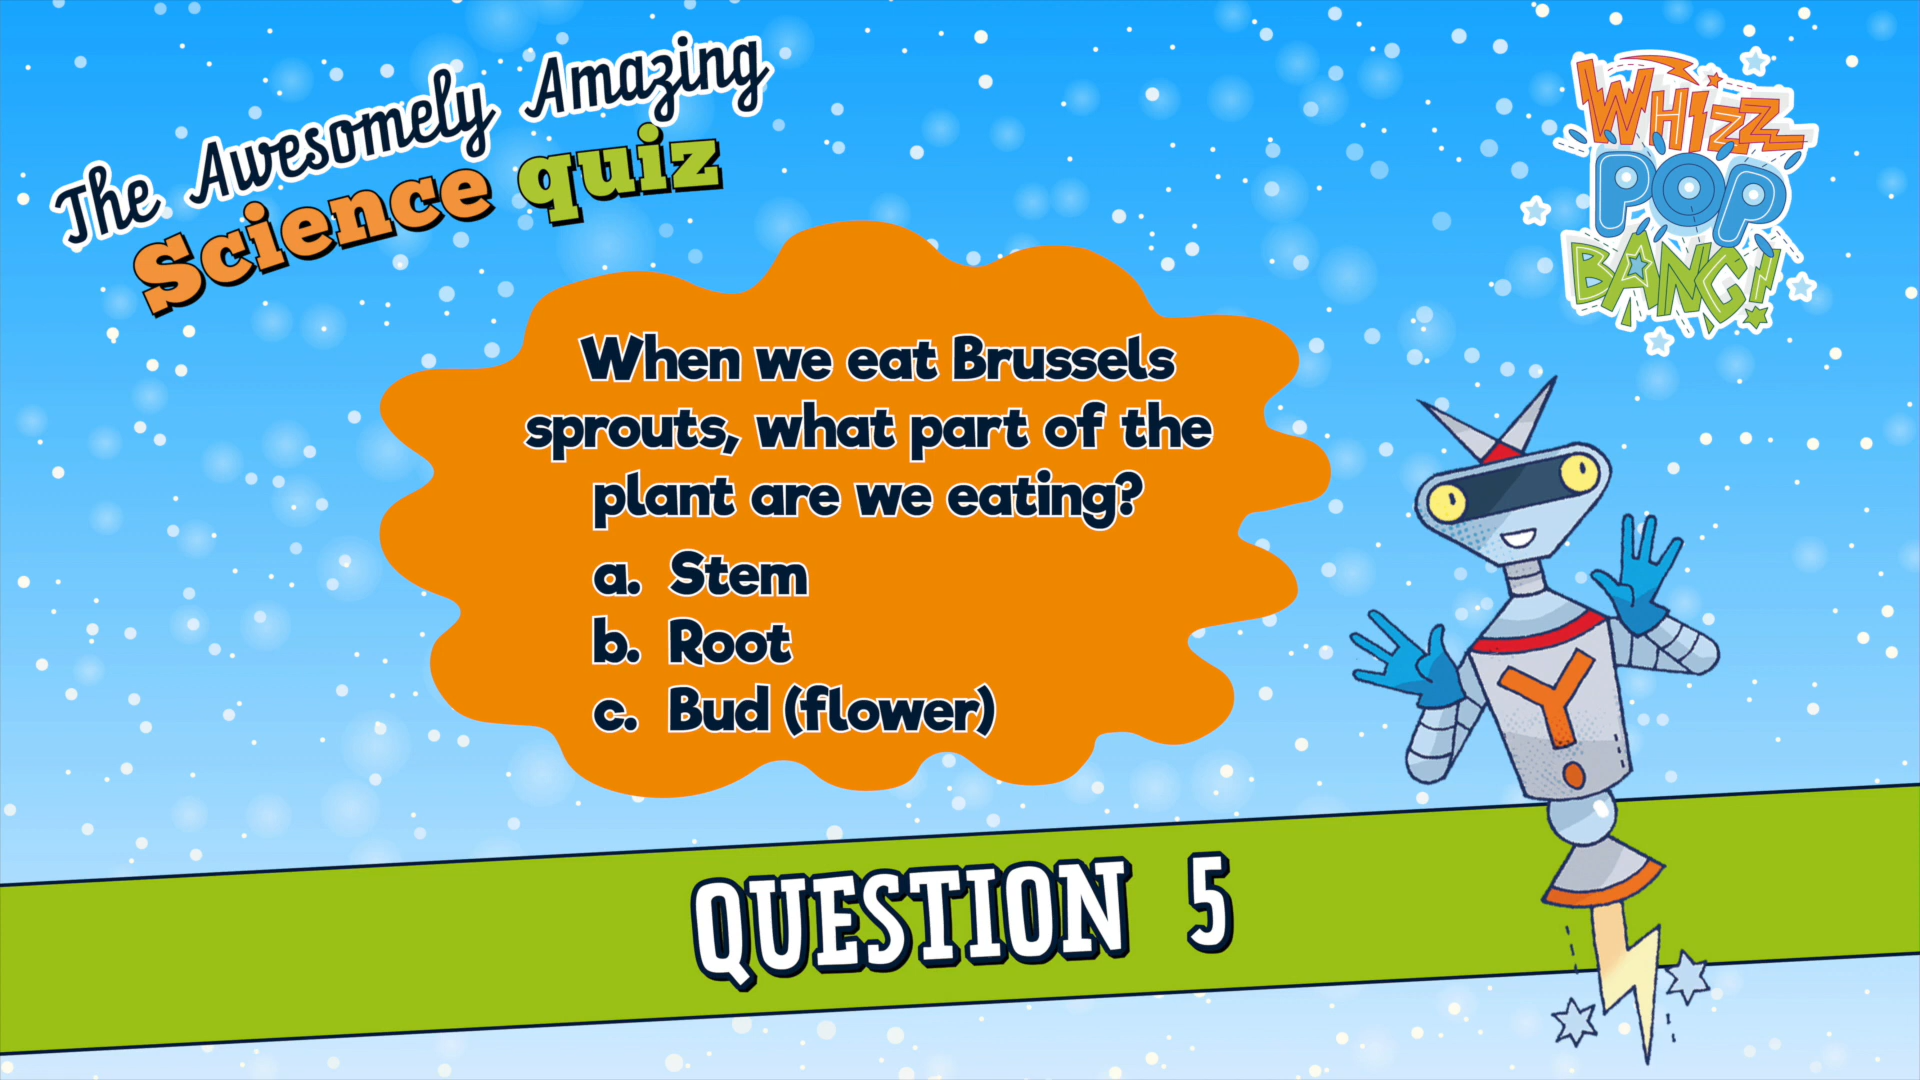 The Awesomely Amazing
Science quiz
WHIZZ
POP
BANG!
When we eat Brussels
sprouts, what part of the
plant are we eating?
a. Stem
b. Root
c. Bud (flower)
Y
QUESTION 5